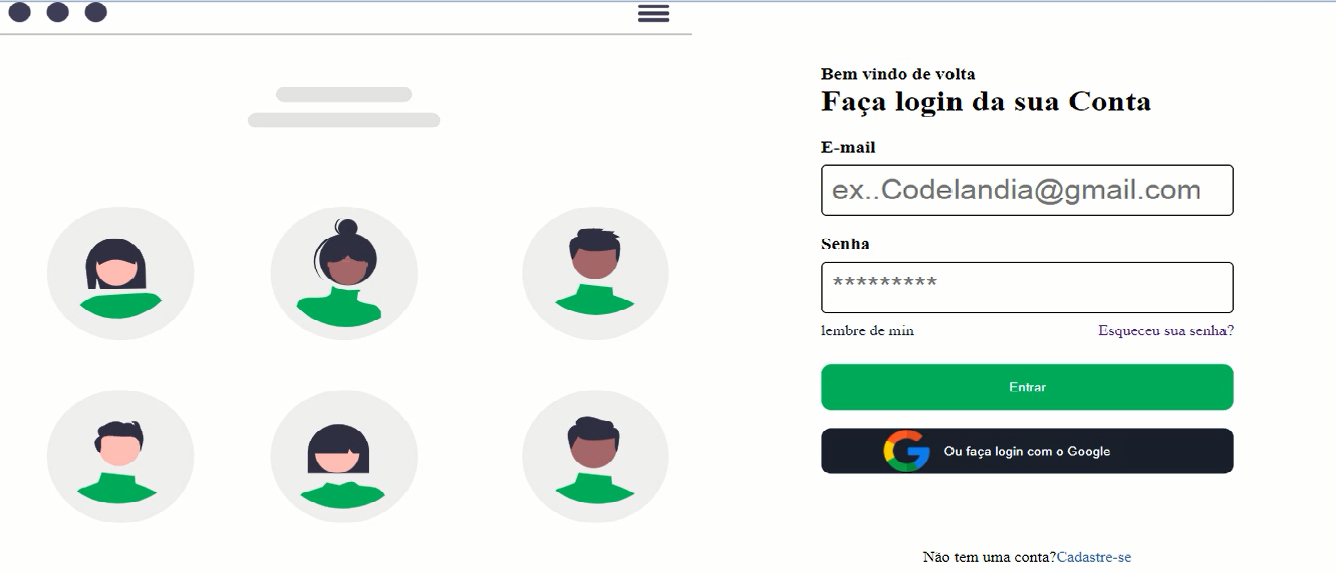 Bem vindo de volta
Faça login da sua Conta
E-mail
ex..Codelandia@gmail.com
Senha
*********
lembre de min
Esqueceu sua senha?
Entrar
Ou faça login com o Google
Não tem uma conta?Cadastre-se